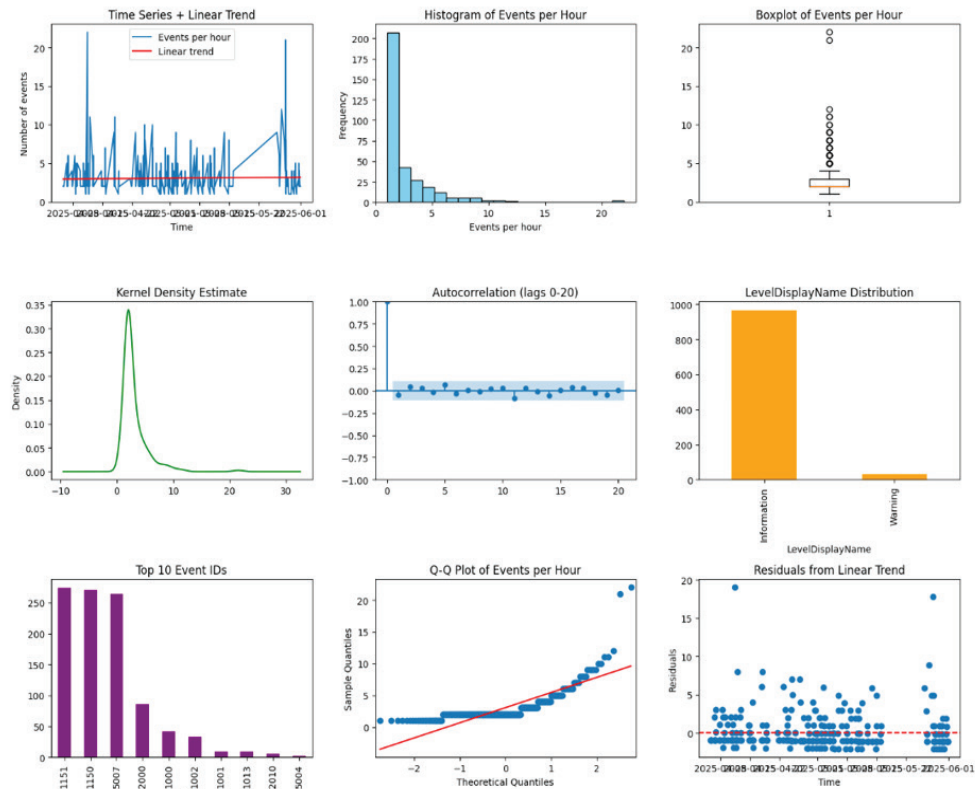 Time Series + Linear Trend
Number of events
20
15
10
5
0
Events per hour
Linear trend
2025-06-01
Time
Histogram of Events per Hour
Frequency
200
175
150
125
100
75
50
25
0
0 5 10 15 20
Events per hour
Boxplot of Events per Hour
20
15
10
5
0
1
Kernel Density Estimate
Density
0.35
0.30
0.25
0.20
0.15
0.10
0.05
0.00
−10 0 10 20 30
Autocorrelation (lags 0-20)
1.00
0.75
0.50
0.25
0.00
−0.25
−0.50
−0.75
−1.00
0 5 10 15 20
LevelDisplayName Distribution
1000
800
600
400
200
0
Information
Warning
LevelDisplayName
Top 10 Event IDs
250
200
150
100
50
0
1151
1150
5007
2000
1000
1002
1001
1013
2010
5004
Q-Q Plot of Events per Hour
Sample Quantiles
20
15
10
5
0
−2 −1 0 1 2
Theoretical Quantiles
Residuals from Linear Trend
Residuals
20
15
10
5
0
2025-06-01
Time